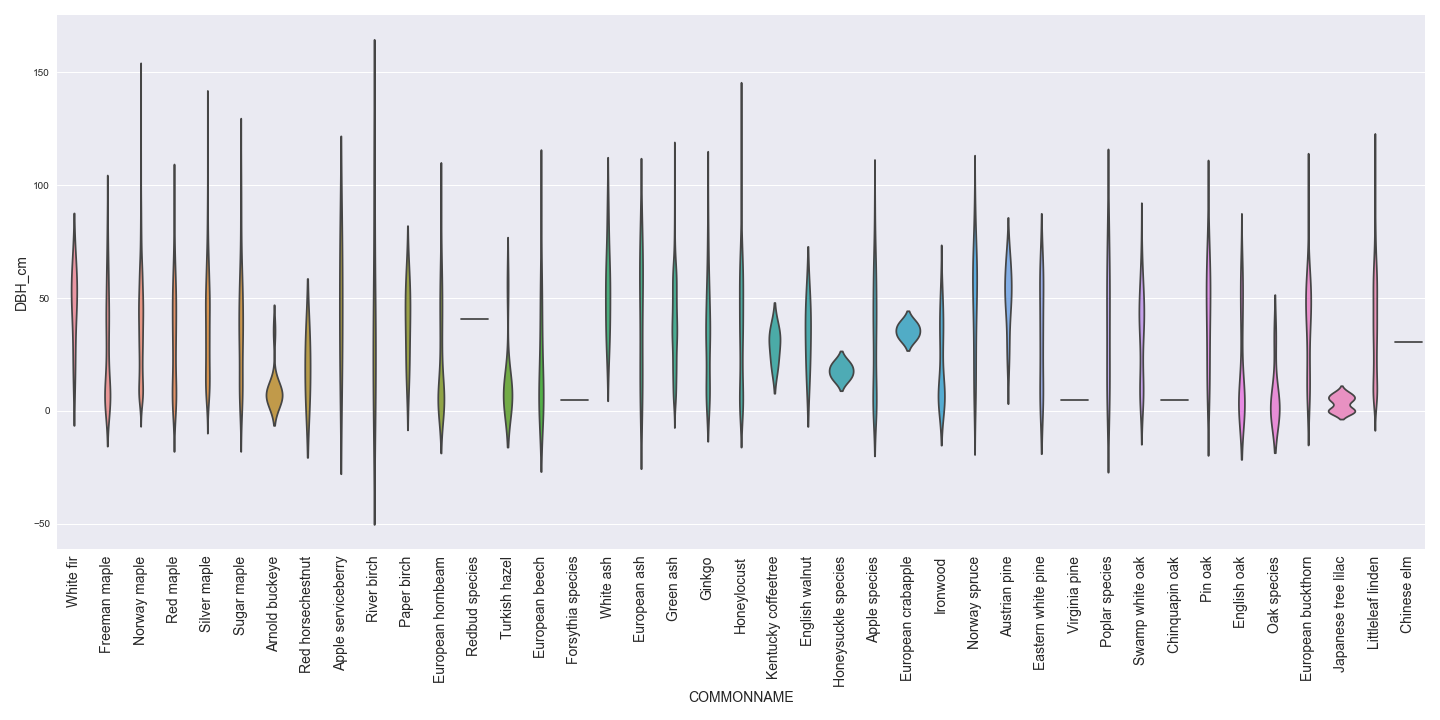 150
100
50
0
−50
DBH_cm
White fir
Freeman maple
Norway maple
Red maple
Silver maple
Sugar maple
Arnold buckeye
Red horsechestnut
Apple serviceberry
River birch
Paper birch
European hornbeam
Redbud species
Turkish hazel
European beech
Forsythia species
White ash
European ash
Green ash
Ginkgo
Honeylocust
Kentucky coffeetree
English walnut
Honeysuckle species
Apple species
European crabapple
Ironwood
Norway spruce
Austrian pine
Eastern white pine
Virginia pine
Poplar species
Swamp white oak
Chinquapin oak
Pin oak
English oak
Oak species
European buckthorn
Japanese tree lilac
Littleleaf linden
Chinese elm
COMMONNAME